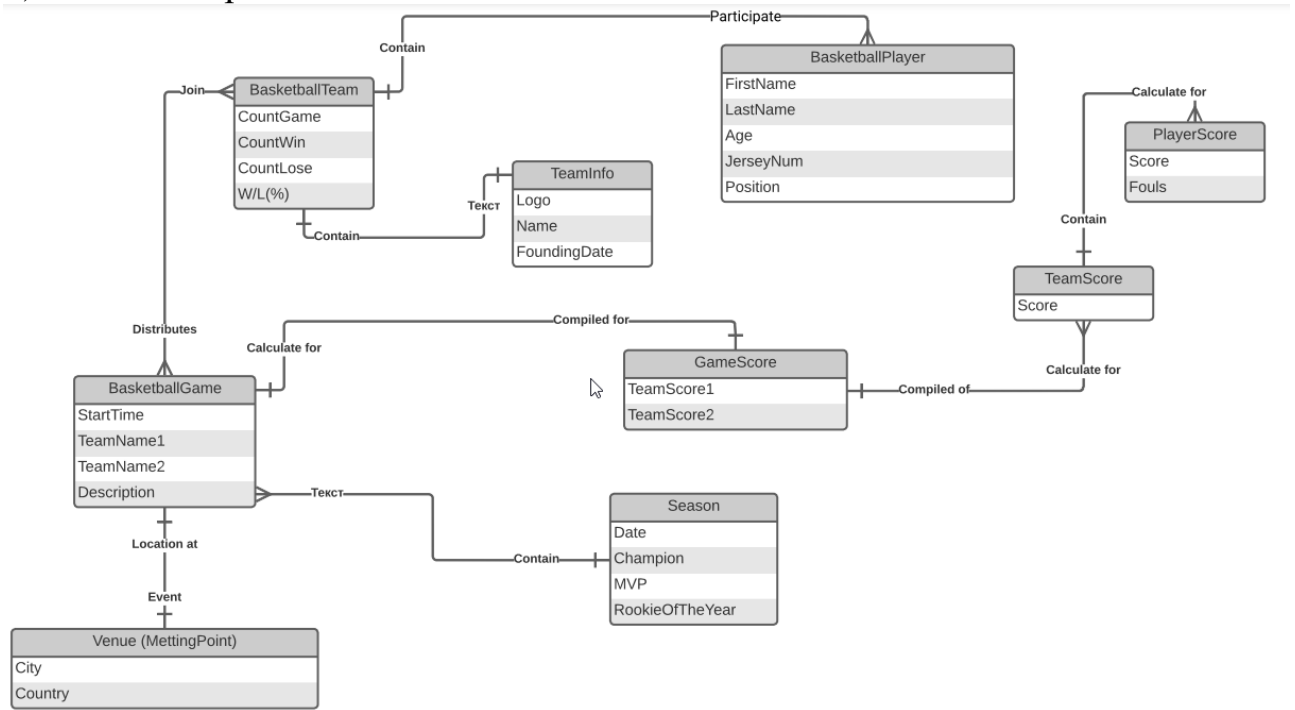 Participate
Contain
BasketballPlayer
FirstName
LastName
Age
JerseyNum
Position
Join
BasketballTeam
CountGame
CountWin
CountLose
W/L(%)
Calculate for
PlayerScore
Score
Fouls
TeamInfo
Logo
Name
FoundingDate
Текст
Contain
Contain
TeamScore
Score
Distributes
Compiled for
Calculate for
GameScore
TeamScore1
TeamScore2
Calculate for
Compiled of
BasketballGame
StartTime
TeamName1
TeamName2
Description
Текст
Contain
Season
Date
Champion
MVP
RookieOfTheYear
Location at
Event
Venue (MettingPoint)
City
Country